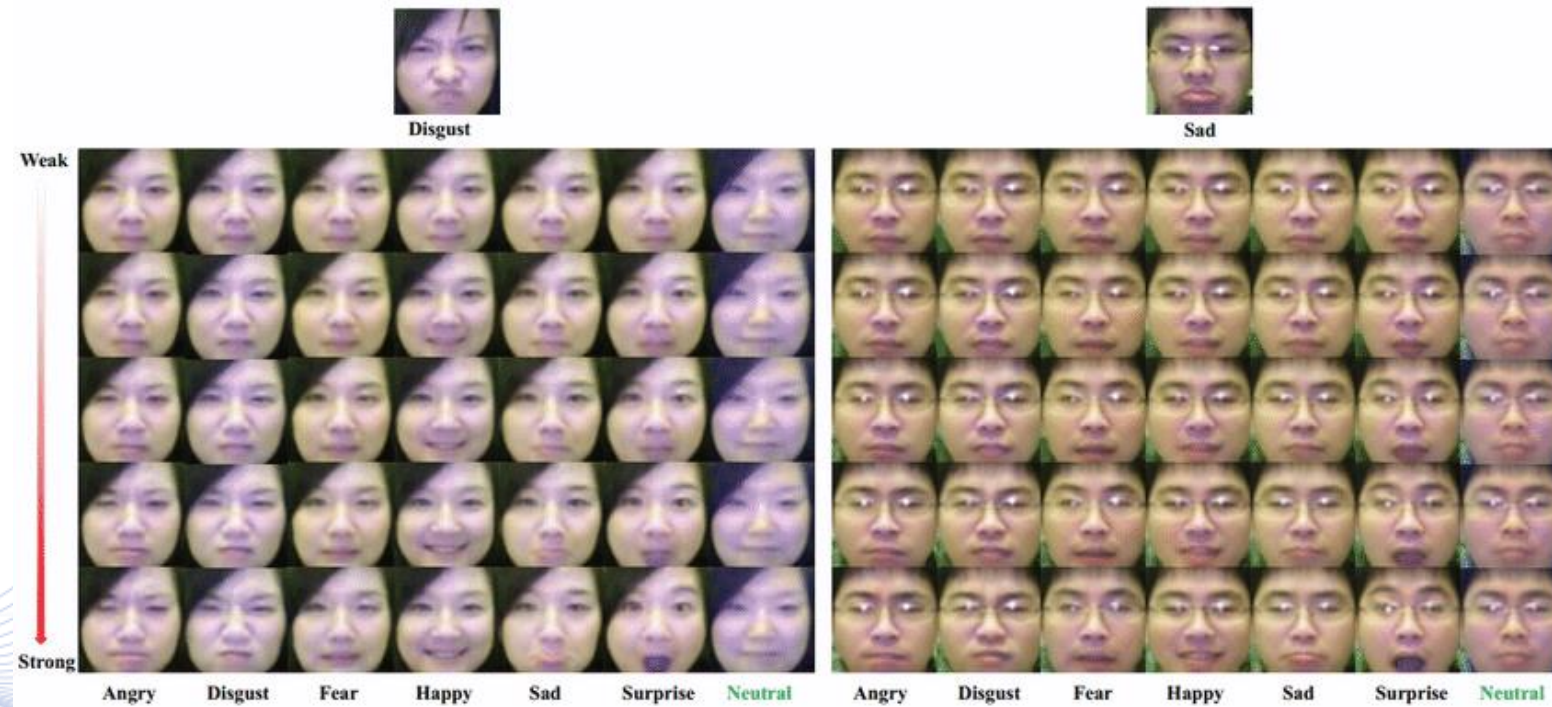 Disgust
Sad
Weak
Strong
Angry Disgust Fear Happy Sad Surprise Neutral
Angry Disgust Fear Happy Sad Surprise Neutral